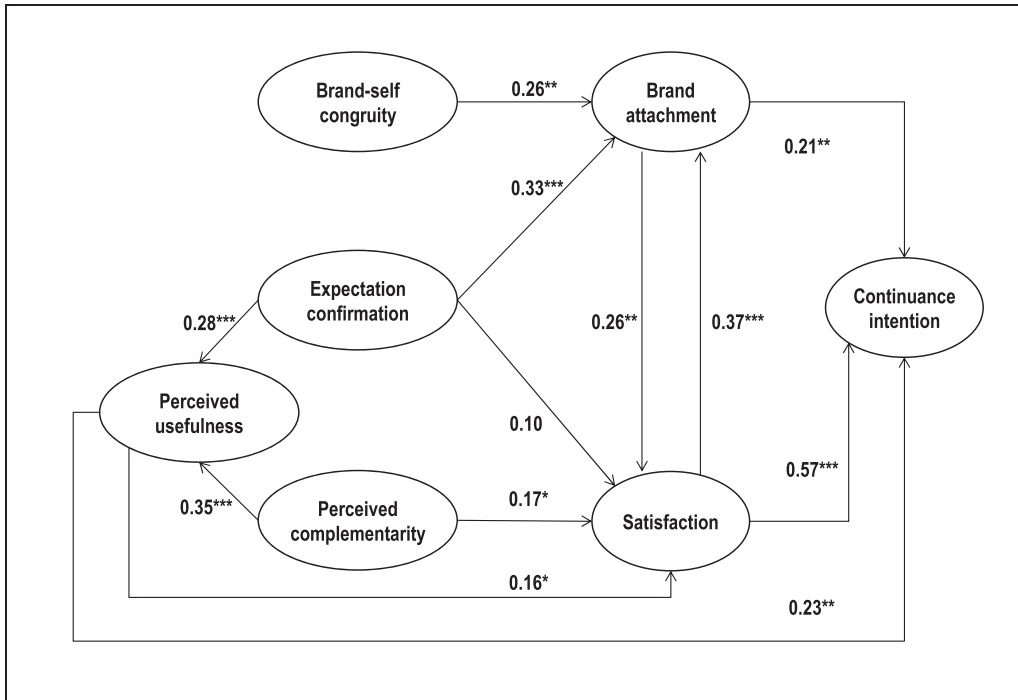 Brand-self
congruity
0.26**
Brand
attachment
0.21**
0.33***
Expectation
confirmation
Continuance
intention
0.28***
0.26**
0.37***
Perceived
usefulness
0.10
0.57***
0.35***
Perceived
complementarity
0.17*
Satisfaction
0.16*
0.23**